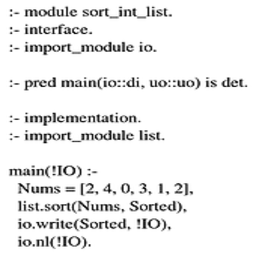 :- module sort_int_list.
:- interface.
:- import_module io.
:- pred main(io::di, uo::uo) is det.
:- implementation.
:- import_module list.
main(!IO) :-
Nums = [2, 4, 0, 3, 1, 2],
list.sort(Nums, Sorted),
io.write(Sorted, !IO),
io.nl(!IO).